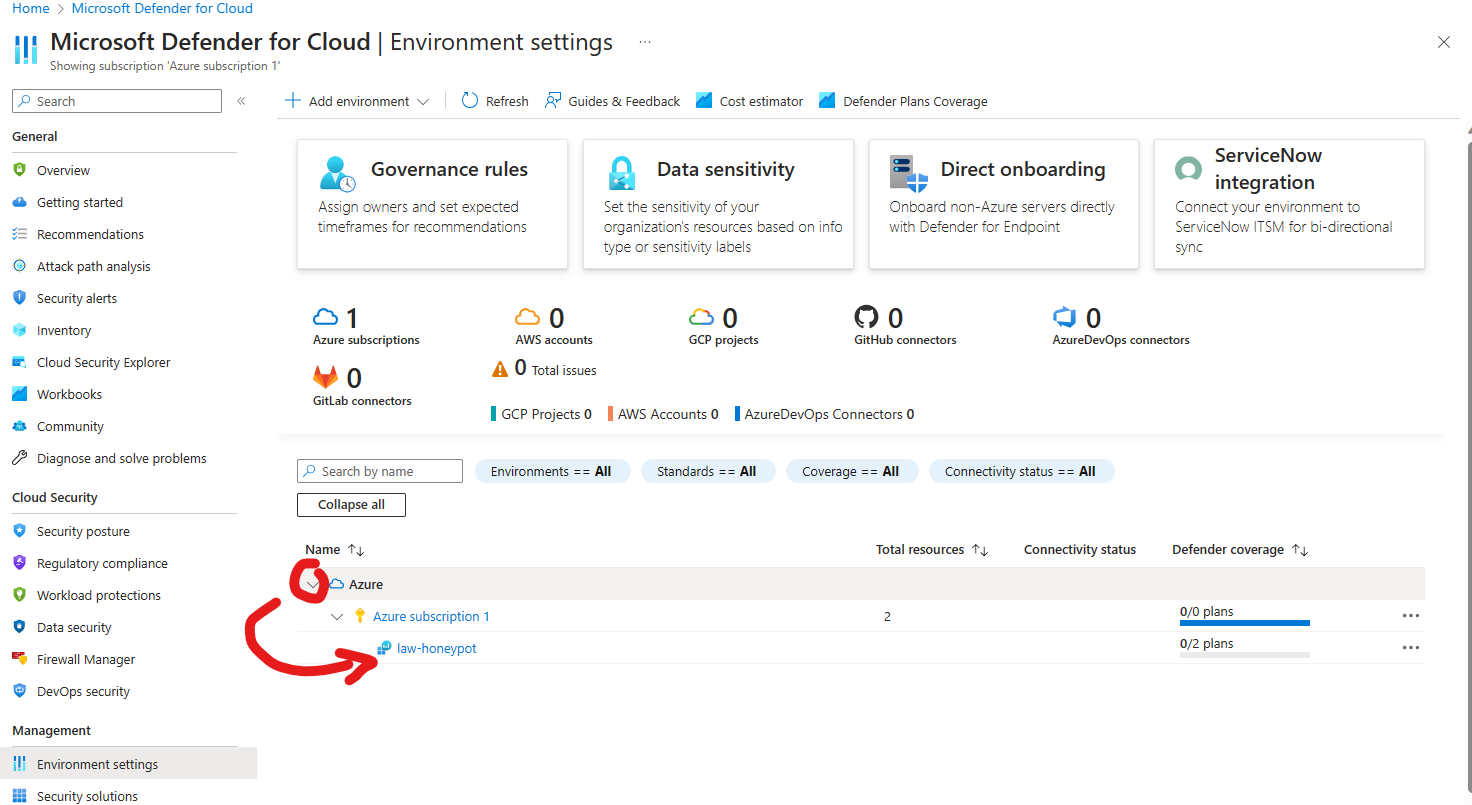 Home > Microsoft Defender for Cloud
Microsoft Defender for Cloud | Environment settings ...
Showing subscription 'Azure subscription 1'
Search «
General
Overview
Getting started
Recommendations
Attack path analysis
Security alerts
Inventory
Cloud Security Explorer
Workbooks
Community
Diagnose and solve problems
Cloud Security
Security posture
Regulatory compliance
Workload protections
Data security
Firewall Manager
DevOps security
Management
Environment settings
Security solutions
Add environment Refresh Guides & Feedback Cost estimator Defender Plans Coverage
Governance rules
Assign owners and set expected
timeframes for recommendations
Data sensitivity
Set the sensitivity of your
organization's resources based on info
type or sensitivity labels
Direct onboarding
Onboard non-Azure servers directly
with Defender for Endpoint
ServiceNow
integration
Connect your environment to
ServiceNow ITSM for bi-directional
sync
1
Azure subscriptions
0
AWS accounts
0
GCP projects
0
GitHub connectors
0
AzureDevOps connectors
0
GitLab connectors
0 Total issues
GCP Projects 0 AWS Accounts 0 AzureDevOps Connectors 0
Search by name Environments == All Standards == All Coverage == All Connectivity status == All
Collapse all
Name ↑↓ Total resources ↑↓ Connectivity status Defender coverage ↑↓
Azure
Azure subscription 1 2 0/0 plans ...
law-honeypot 0/2 plans ...